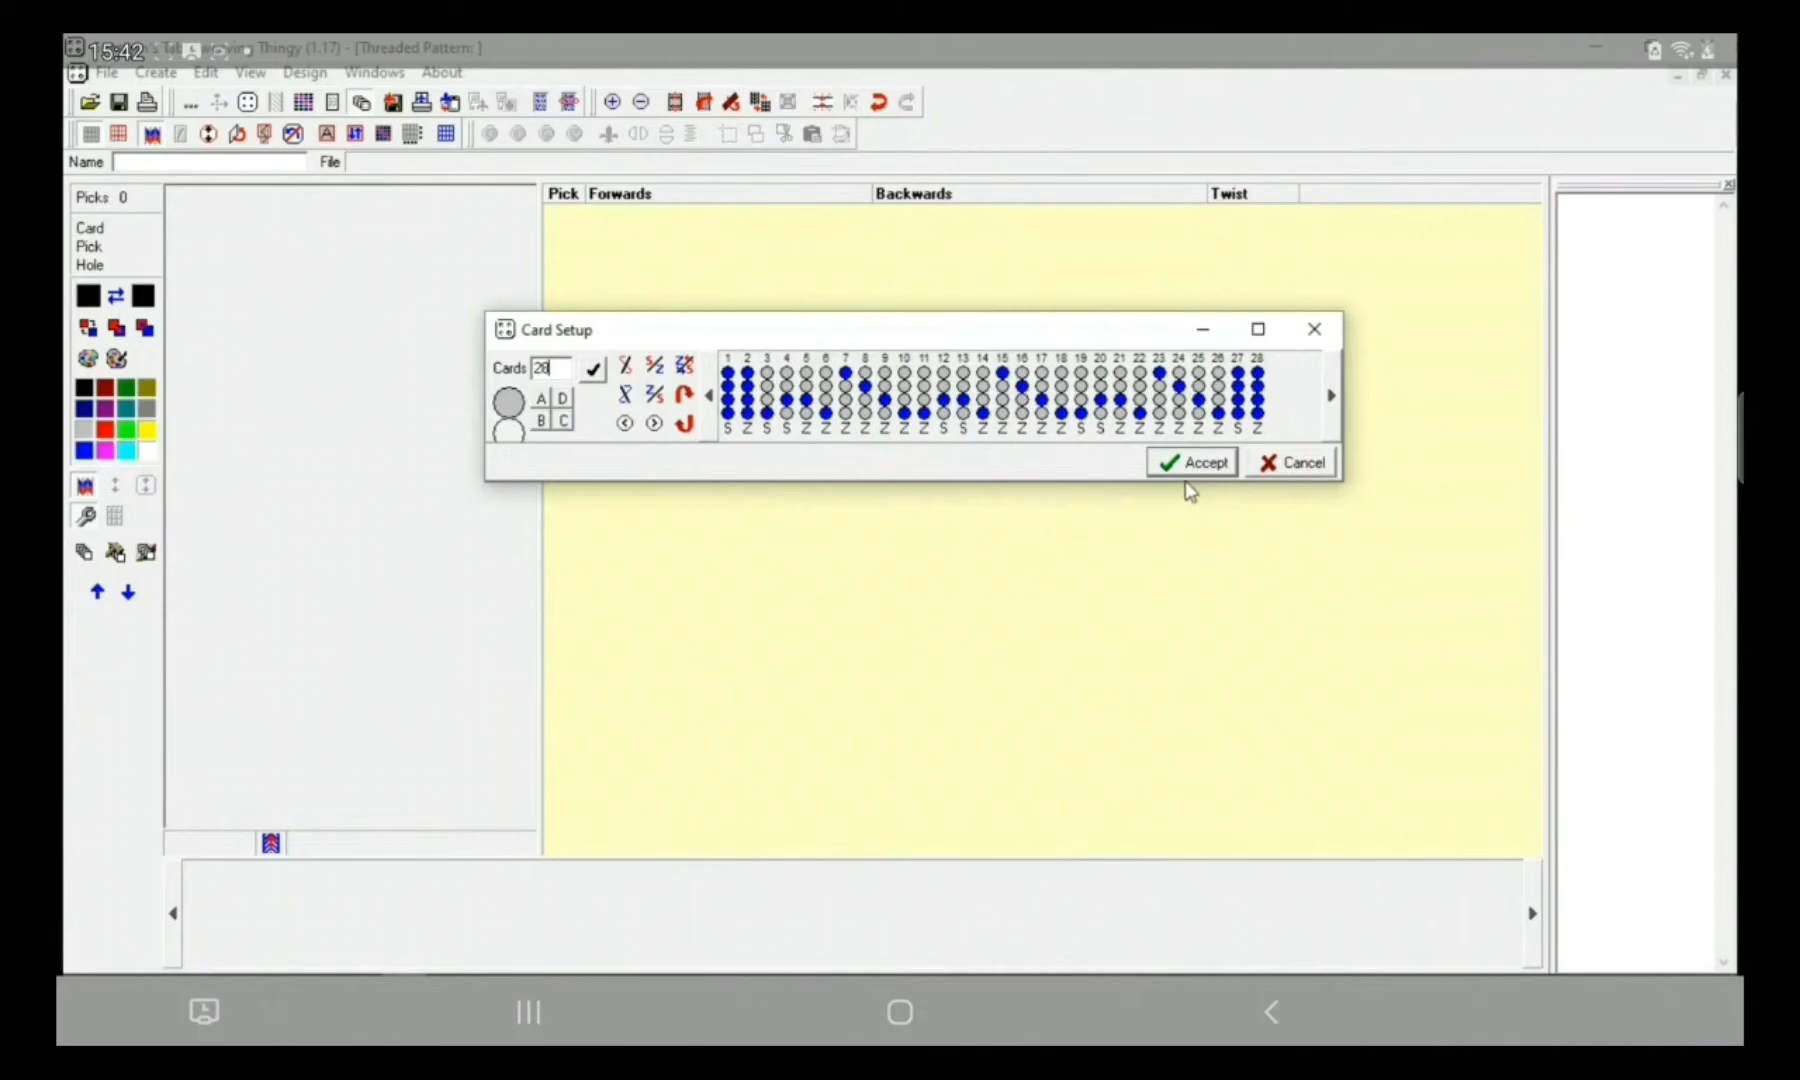 15:42
Thingy (1.17) - [Threaded Pattern: ]
File Create Edit View Design Windows About
Name File
Picks 0
Pick Forwards Backwards Twist
Card
Pick
Hole
Card Setup
Cards 28
A D
B C
1 2 3 4 5 6 7 8 9 10 11 12 13 14 15 16 17 18 19 20 21 22 23 24 25 26 27 28
S Z S S Z Z Z Z Z Z Z S S Z Z Z Z Z S S Z Z Z Z Z Z S Z
Accept Cancel